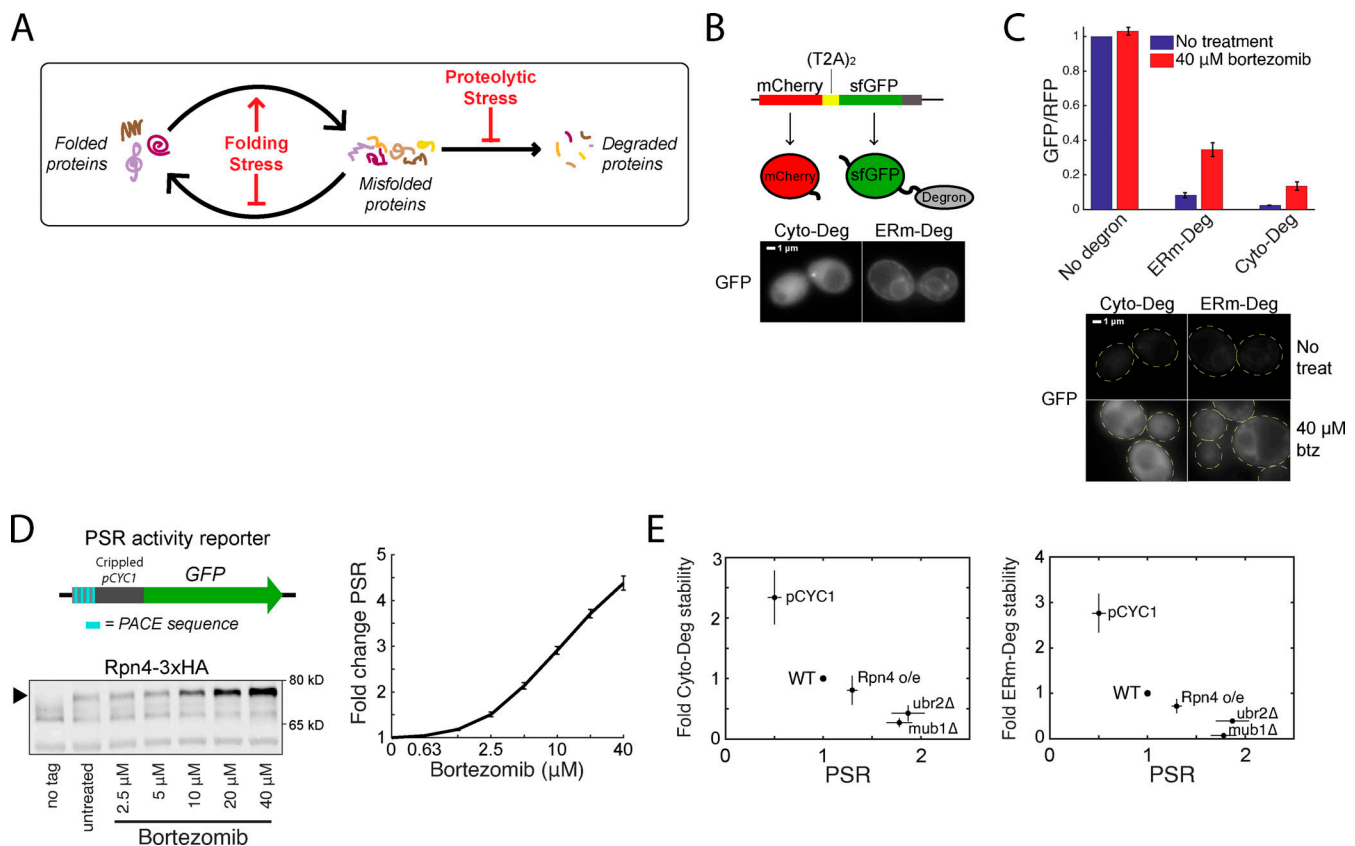 A
Folded
proteins
Folding
Stress
Misfolded
proteins
Proteolytic
Stress
Degraded
proteins
B
(T2A)₂
mCherry
sfGFP
mCherry
sfGFP
Degron
Cyto-Deg
ERm-Deg
1 μm
GFP
C
No treatment
40 μM bortezomib
GFP/RFP
1
0.8
0.6
0.4
0.2
0
No degron
ERm-Deg
Cyto-Deg
Cyto-Deg
ERm-Deg
1 μm
GFP
No
treat
40 μM
btz
D
PSR activity reporter
Crippled
pCYC1
GFP
= PACE sequence
Rpn4-3xHA
80 kD
65 kD
no tag
untreated
2.5 μM
5 μM
10 μM
20 μM
40 μM
Bortezomib
Fold change PSR
5
4
3
2
1
0
0.63
2.5
10
40
Bortezomib (μM)
E
Fold Cyto-Deg stability
3
2
1
0
pCYC1
WT
Rpn4 o/e
ubr2Δ
mub1Δ
0
1
2
PSR
Fold ERm-Deg stability
4
3
2
1
0
pCYC1
WT
Rpn4 o/e
ubr2Δ
mub1Δ
0
1
2
PSR